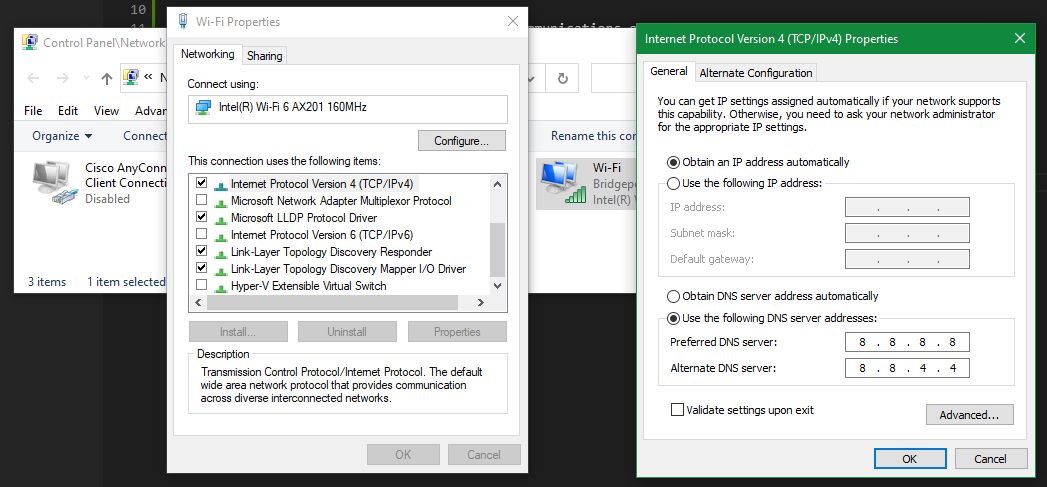 10
11
mmunications
Control Panel\Network
« N
File Edit View Advan
Organize Connect
Rename this con
Cisco AnyConn
Client Connecti
Disabled
Wi-Fi
Bridgep
Intel(R) W
3 items 1 item selected
Wi-Fi Properties
Networking Sharing
Connect using:
Intel(R) Wi-Fi 6 AX201 160MHz
Configure...
This connection uses the following items:
Internet Protocol Version 4 (TCP/IPv4)
Microsoft Network Adapter Multiplexor Protocol
Microsoft LLDP Protocol Driver
Internet Protocol Version 6 (TCP/IPv6)
Link-Layer Topology Discovery Responder
Link-Layer Topology Discovery Mapper I/O Driver
Hyper-V Extensible Virtual Switch
Install... Uninstall Properties
Description
Transmission Control Protocol/Internet Protocol. The default
wide area network protocol that provides communication
across diverse interconnected networks.
OK Cancel
Internet Protocol Version 4 (TCP/IPv4) Properties
General Alternate Configuration
You can get IP settings assigned automatically if your network supports
this capability. Otherwise, you need to ask your network administrator
for the appropriate IP settings.
Obtain an IP address automatically
Use the following IP address:
IP address: . . .
Subnet mask: . . .
Default gateway: . . .
Obtain DNS server address automatically
Use the following DNS server addresses:
Preferred DNS server: 8 . 8 . 8 . 8
Alternate DNS server: 8 . 8 . 4 . 4
Validate settings upon exit
Advanced...
OK Cancel